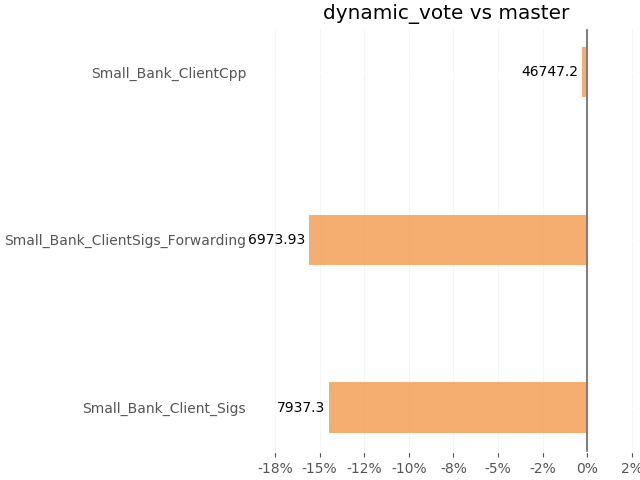 dynamic_vote vs master
Small_Bank_ClientCpp
46747.2
Small_Bank_ClientSigs_Forwarding
6973.93
Small_Bank_Client_Sigs
7937.3
-18% -15% -12% -10% -8% -5% -2% 0% 2%